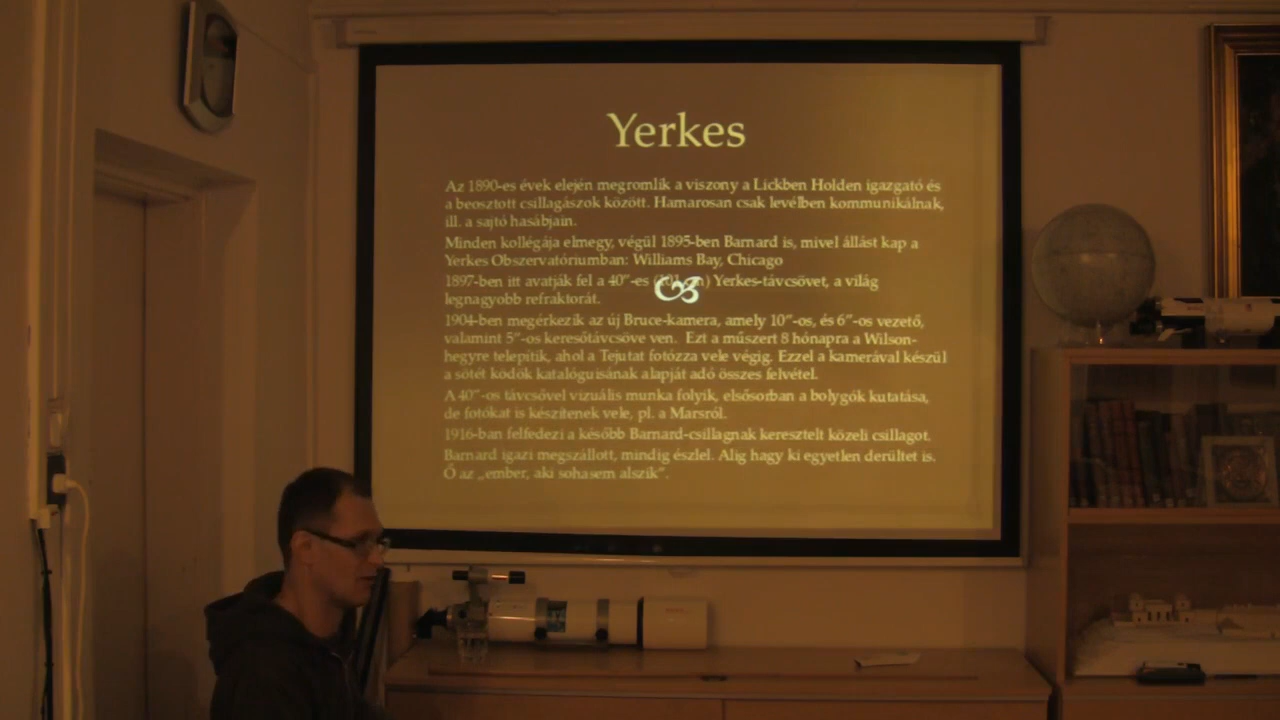 Yerkes
Az 1890-es évek elején megromlik a viszony a Lickben Holden igazgató és
a beosztott csillagászok között. Hamarosan csak levélben kommunikálnak,
ill. a sajtó hasábjain.
Minden kollégája elmegy, végül 1895-ben Barnard is, mivel állást kap a
Yerkes Obszervatóriumban: Williams Bay, Chicago
1897-ben itt avatják fel a 40”-es (101 cm) Yerkes-távcsövet, a világ
legnagyobb refraktorát.
1904-ben megérkezik az új Bruce-kamera, amely 10”-os, és 6”-os vezető,
valamint 5”-os keresőtávcsöve ven. Ezt a műszert 8 hónapra a Wilson-
hegyre telepítik, ahol a Tejutat fotózza vele végig. Ezzel a kamerával készül
a sötét ködök katalóguisának alapját adó összes felvétel.
A 40”-os távcsővel vizuális munka folyik, elsősorban a bolygók kutatása,
de fotókat is készítenek vele, pl. a Marsról.
1916-ban felfedezi a később Barnard-csillagnak keresztelt közeli csillagot.
Barnard igazi megszállott, mindig észlel. Alig hagy ki egyetlen derültet is.
Ő az „ember, aki sohasem alszik”.